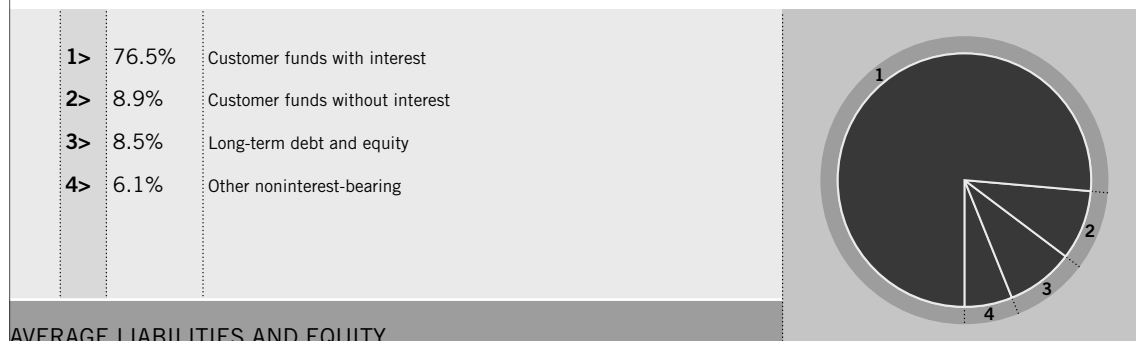 1> 76.5% Customer funds with interest
2> 8.9% Customer funds without interest
3> 8.5% Long-term debt and equity
4> 6.1% Other noninterest-bearing
AVERAGE LIABILITIES AND EQUITY
1
2
3
4